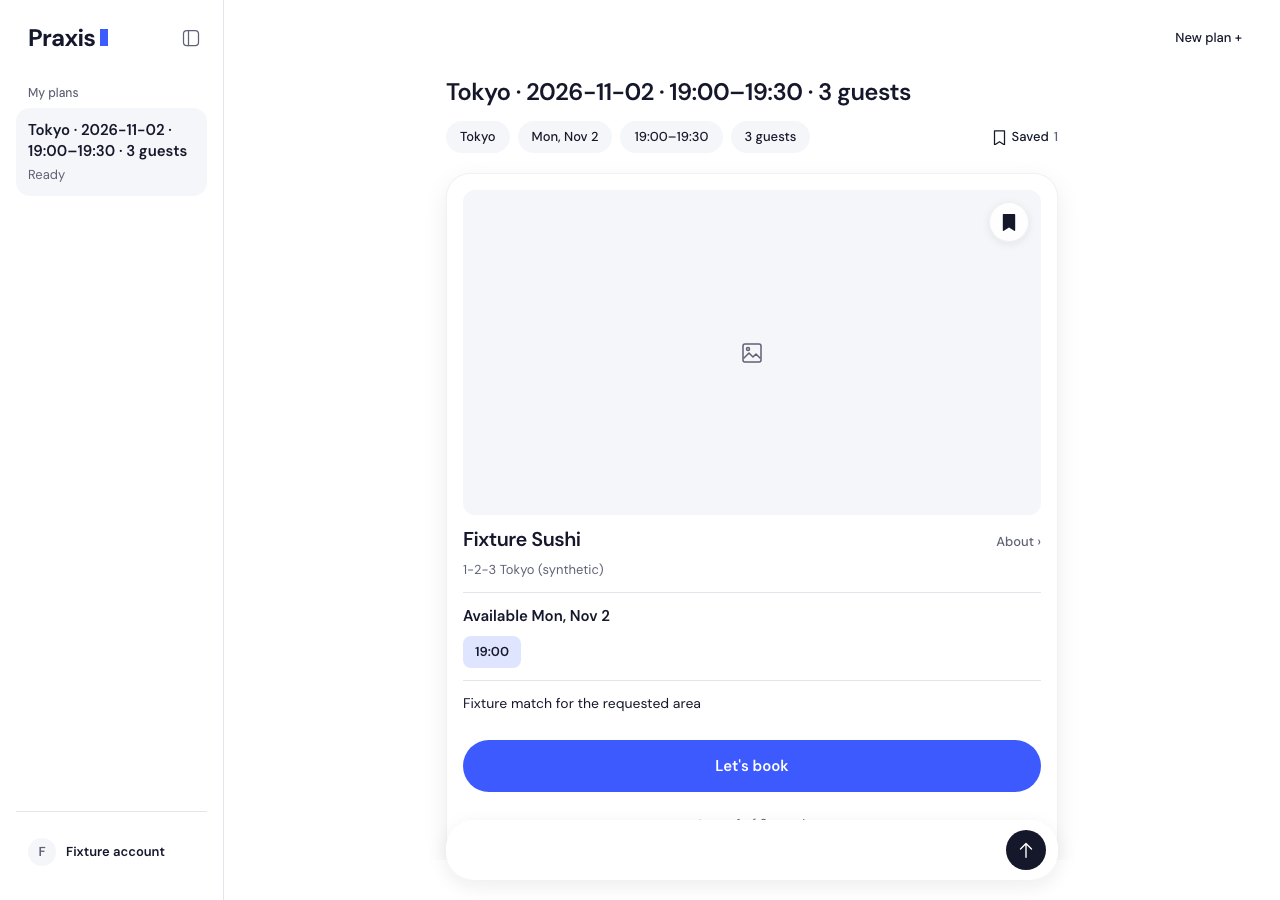 Praxis
New plan +
My plans
Tokyo · 2026-11-02 ·
19:00–19:30 · 3 guests
Ready
Tokyo · 2026-11-02 · 19:00–19:30 · 3 guests
Tokyo
Mon, Nov 2
19:00–19:30
3 guests
Saved 1
Fixture Sushi
About ›
1-2-3 Tokyo (synthetic)
Available Mon, Nov 2
19:00
Fixture match for the requested area
Let's book
F
Fixture account